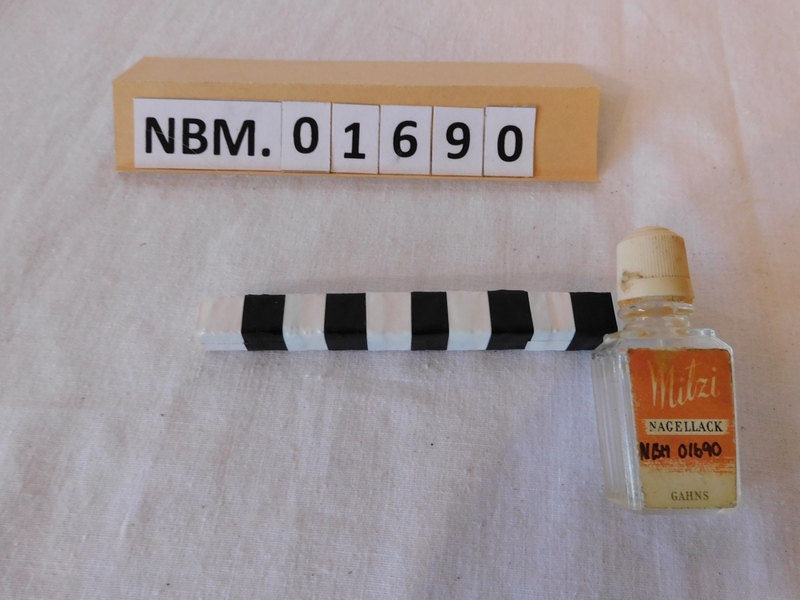 NBM. 01690
Mitzi
NAGELLACK
NBM 01690
GAHNS